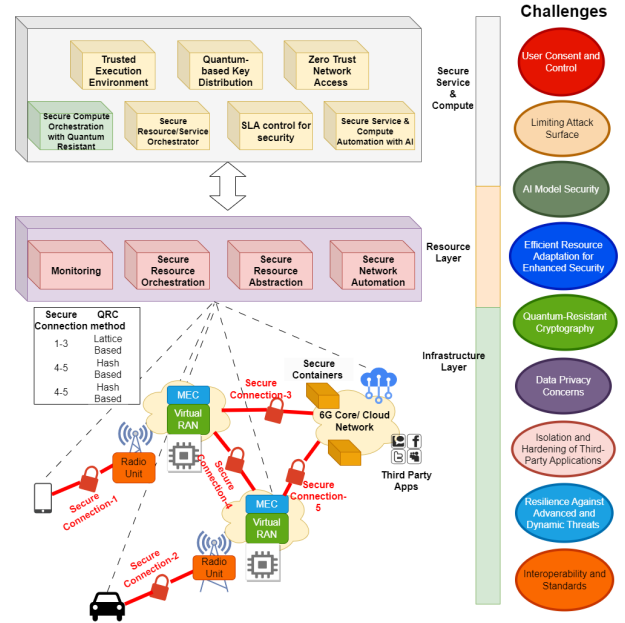 Challenges
Trusted
Execution
Environment
Quantum-
based Key
Distribution
Zero Trust
Network
Access
Secure Compute
Orchestration
with Quantum
Resistant
Secure
Resource/Service
Orchestrator
SLA control for
security
Secure Service &
Compute
Automation with AI
Secure
Service
&
Compute
Monitoring
Secure
Resource
Orchestration
Secure
Resource
Abstraction
Secure
Network
Automation
Resource
Layer
Infrastructure
Layer
Secure QRC
Connection method
1-3 Lattice
Based
4-5 Hash
Based
4-5 Hash
Based
MEC
Virtual
RAN
Secure
Connection-3
Secure
Containers
6G Core/ Cloud
Network
Third Party
Apps
Radio
Unit
Secure
Connection-1
Secure
Connection-4
Secure
Connection-
5
MEC
Virtual
RAN
Secure
Connection-2
Radio
Unit
User Consent and
Control
Limiting Attack
Surface
AI Model Security
Efficient Resource
Adaptation for
Enhanced Security
Quantum-Resistant
Cryptography
Data Privacy
Concerns
Isolation and
Hardening of Third-
Party Applications
Resilience Against
Advanced and
Dynamic Threats
Interoperability and
Standards